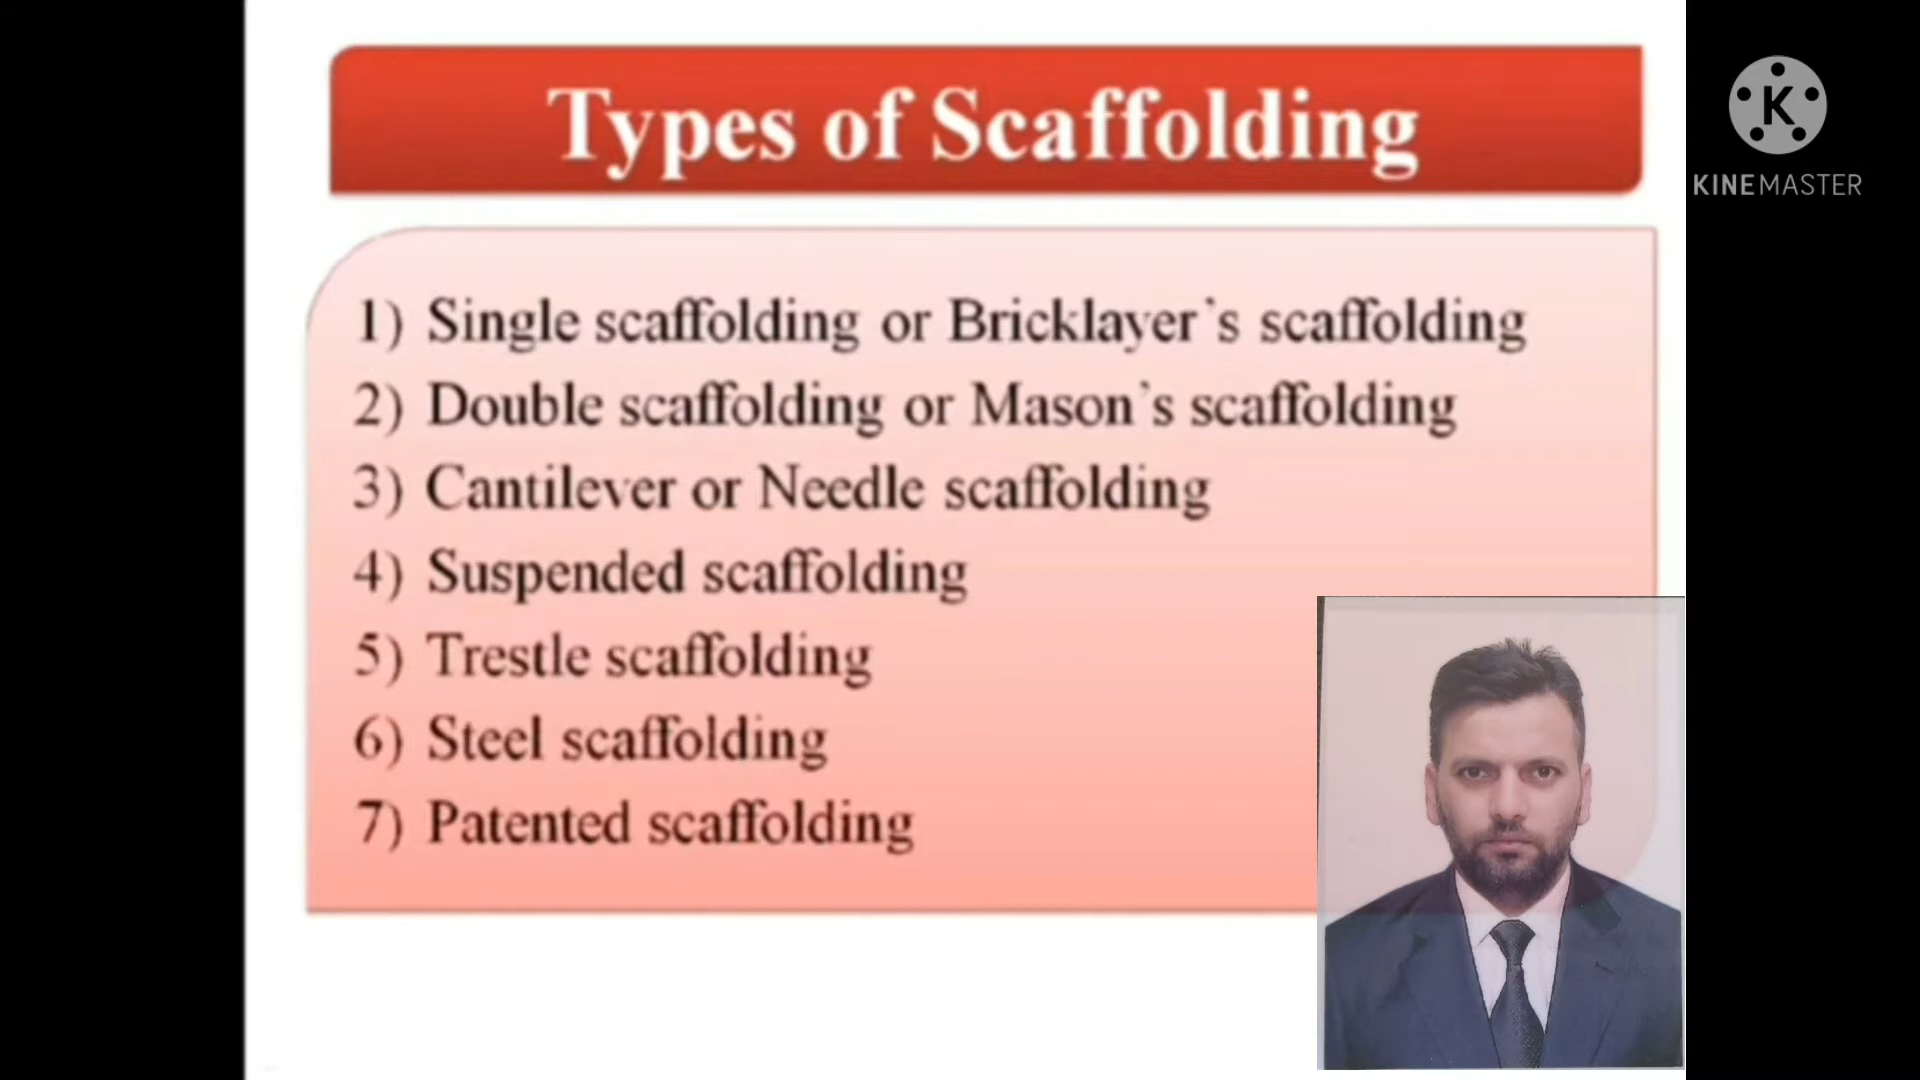 Types of Scaffolding
K
KINEMASTER
1) Single scaffolding or Bricklayer's scaffolding
2) Double scaffolding or Mason's scaffolding
3) Cantilever or Needle scaffolding
4) Suspended scaffolding
5) Trestle scaffolding
6) Steel scaffolding
7) Patented scaffolding